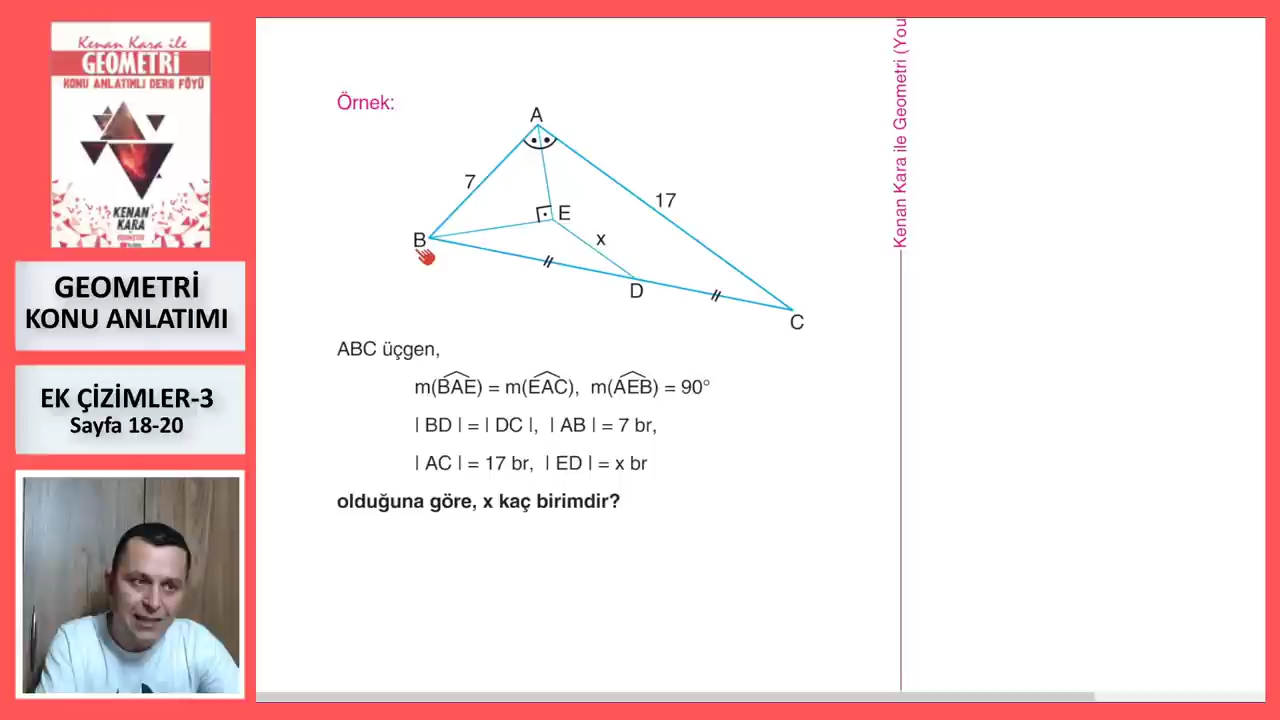 Kenan Kara ile
GEOMETRİ
KONU ANLATIMLI DERS FÖYÜ
KENAN
KARA
GEOMETRİ
KONU ANLATIMI
EK ÇİZİMLER-3
Sayfa 18-20
Örnek:
A
7
17
E
B
x
D
C
ABC üçgen,
m(BAE) = m(EAC), m(AEB) = 90°
| BD | = | DC |, | AB | = 7 br,
| AC | = 17 br, | ED | = x br
olduğuna göre, x kaç birimdir?
Kenan Kara ile Geometri (You